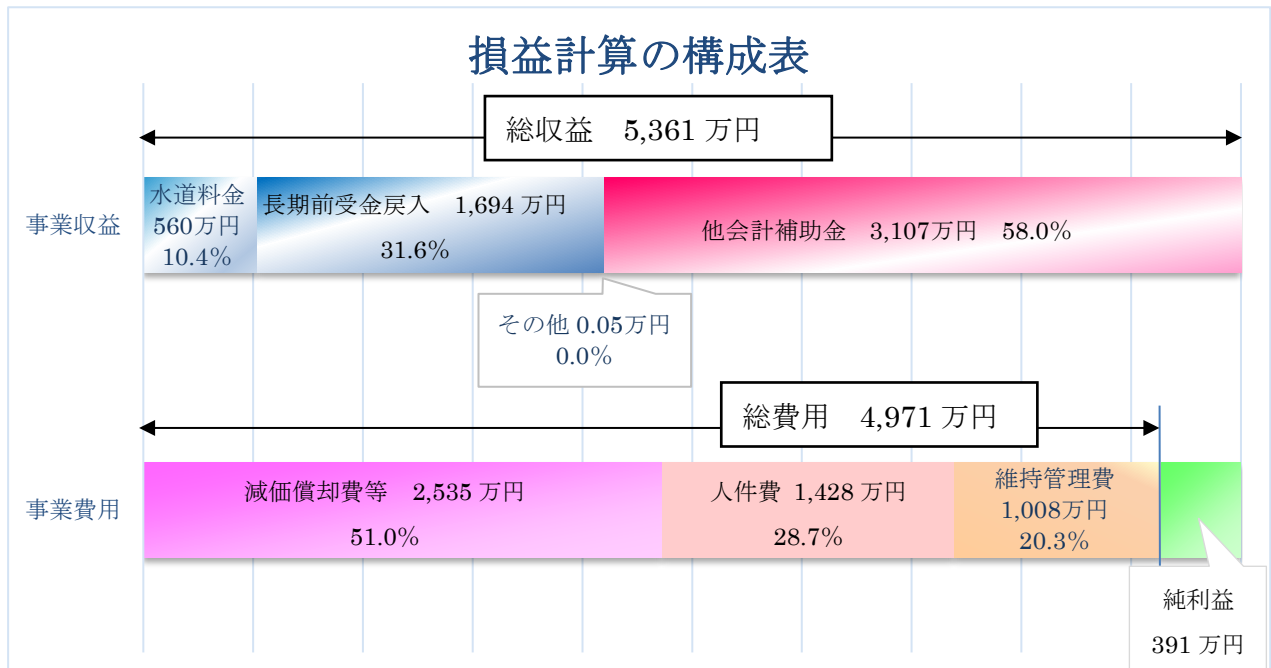 損益計算の構成表
総収益　5,361 万円
事業収益
水道料金
560万円
10.4%
長期前受金戻入　1,694 万円
31.6%
他会計補助金　3,107万円　58.0%
その他 0.05万円
0.0%
総費用　4,971 万円
事業費用
減価償却費等　2,535 万円
51.0%
人件費 1,428 万円
28.7%
維持管理費
1,008万円
20.3%
純利益
391 万円